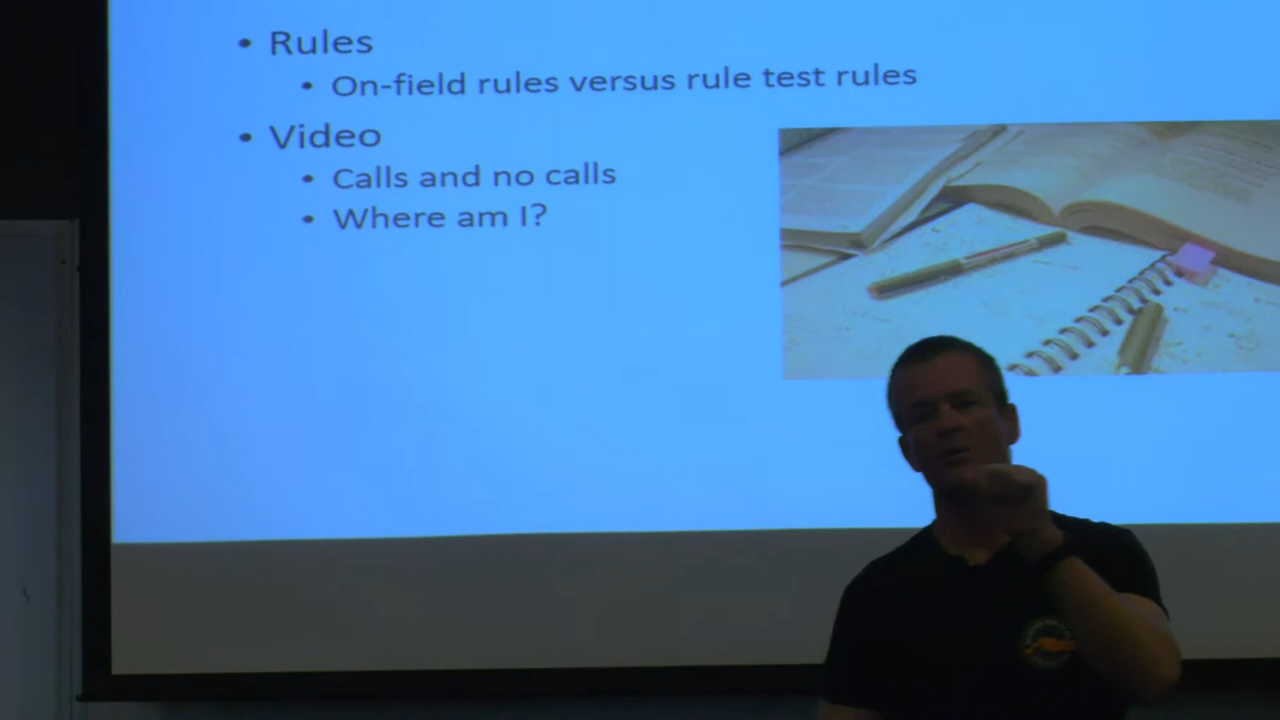 • Rules
• On-field rules versus rule test rules
• Video
• Calls and no calls
• Where am I?